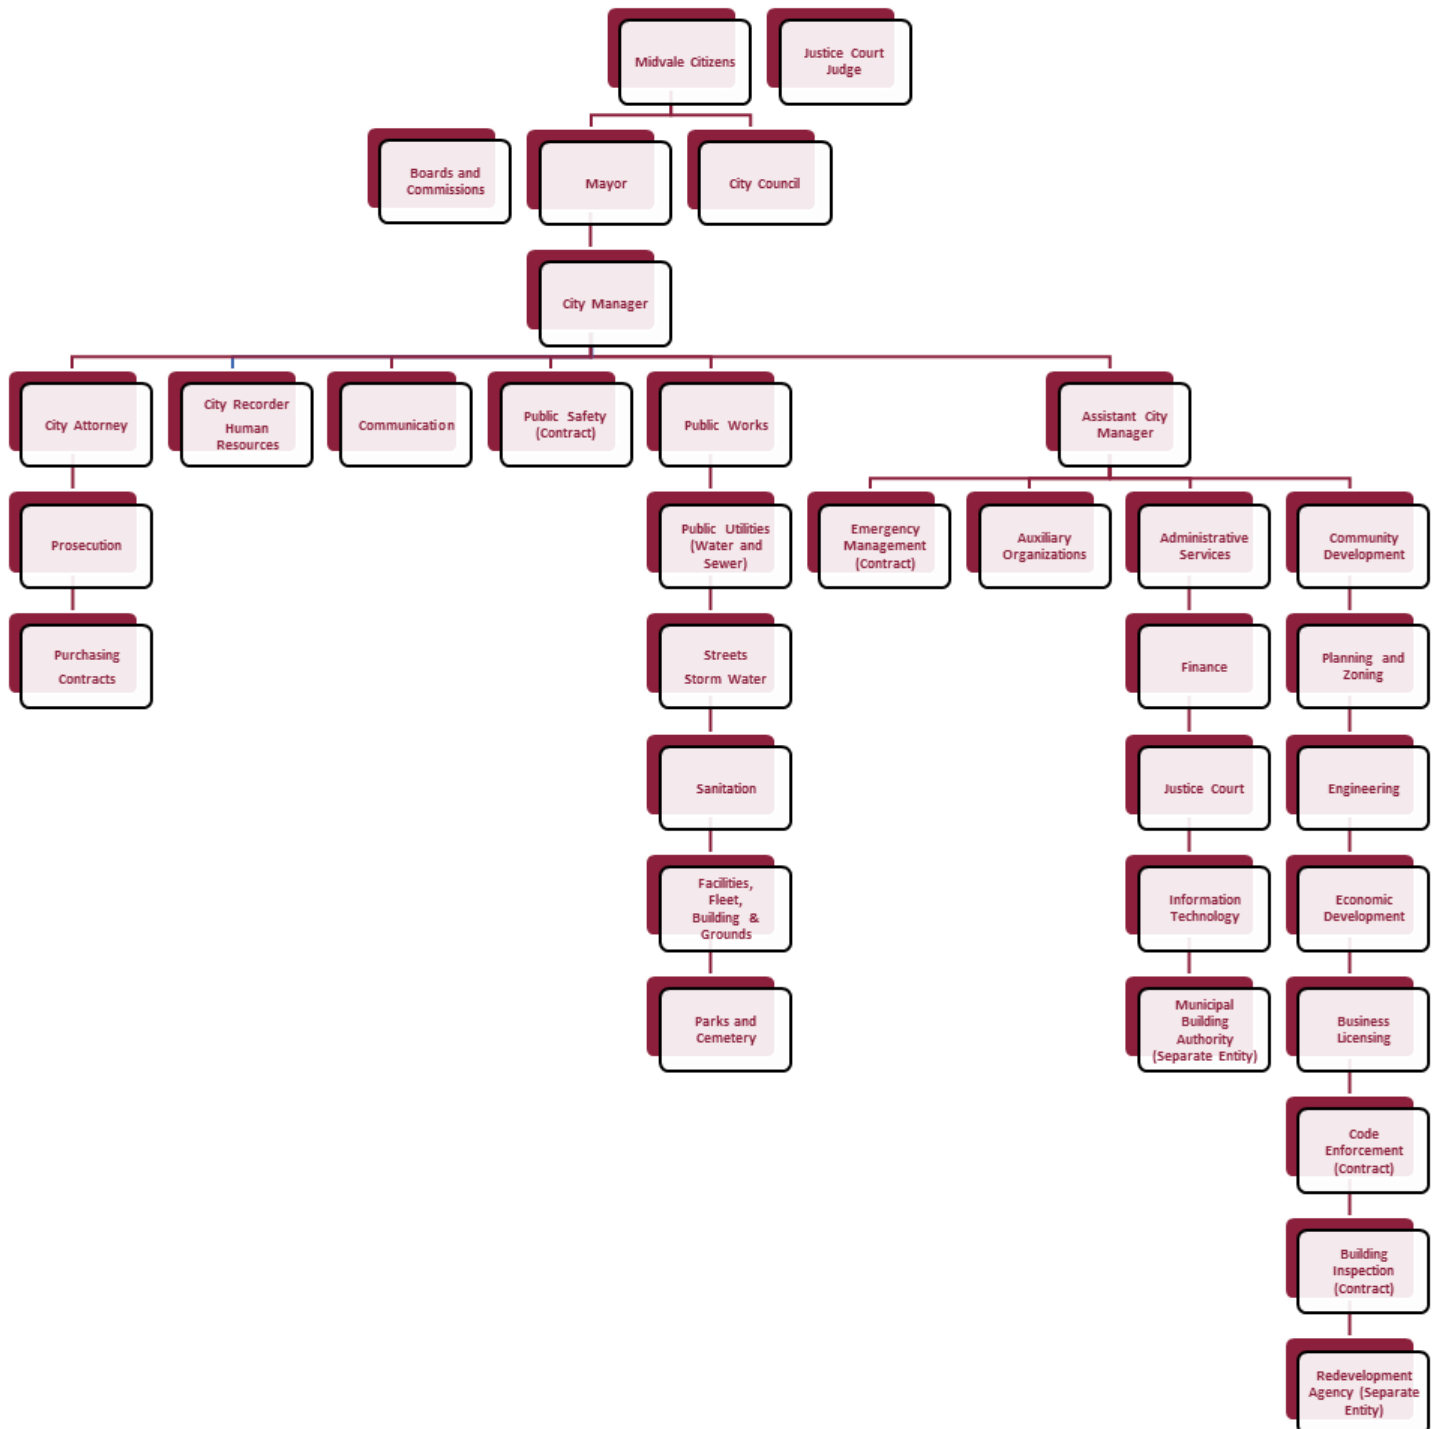 Midvale Citizens
Justice Court
Judge
Boards and
Commissions
Mayor
City Council
City Manager
City Attorney
City Recorder
Human
Resources
Communication
Public Safety
(Contract)
Public Works
Assistant City
Manager
Prosecution
Public Utilities
(Water and
Sewer)
Emergency
Management
(Contract)
Auxiliary
Organizations
Administrative
Services
Community
Development
Purchasing
Contracts
Streets
Storm Water
Finance
Planning and
Zoning
Sanitation
Justice Court
Engineering
Facilities,
Fleet,
Building &
Grounds
Information
Technology
Economic
Development
Parks and
Cemetery
Municipal
Building
Authority
(Separate Entity)
Business
Licensing
Code
Enforcement
(Contract)
Building
Inspection
(Contract)
Redevelopment
Agency (Separate
Entity)